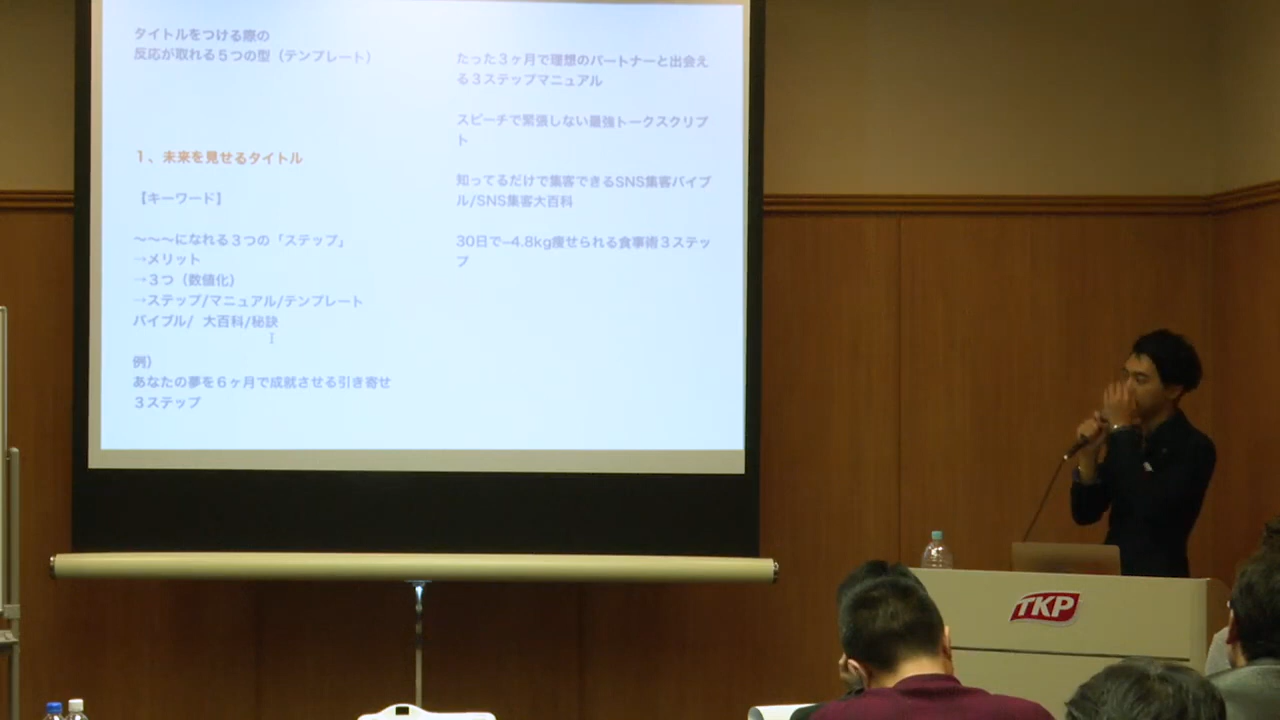 タイトルをつける際の
反応が取れる５つの型（テンプレート）
１、未来を見せるタイトル
【キーワード】
〜〜〜になれる３つの「ステップ」
→メリット
→３つ（数値化）
→ステップ/マニュアル/テンプレート
バイブル/ 大百科/秘訣
例）
あなたの夢を６ヶ月で成就させる引き寄せ
３ステップ
たった３ヶ月で理想のパートナーと出会え
る３ステップマニュアル
スピーチで緊張しない最強トークスクリプ
ト
知ってるだけで集客できるSNS集客バイブ
ル/SNS集客大百科
30日で−4.8kg痩せられる食事術３ステッ
プ
TKP